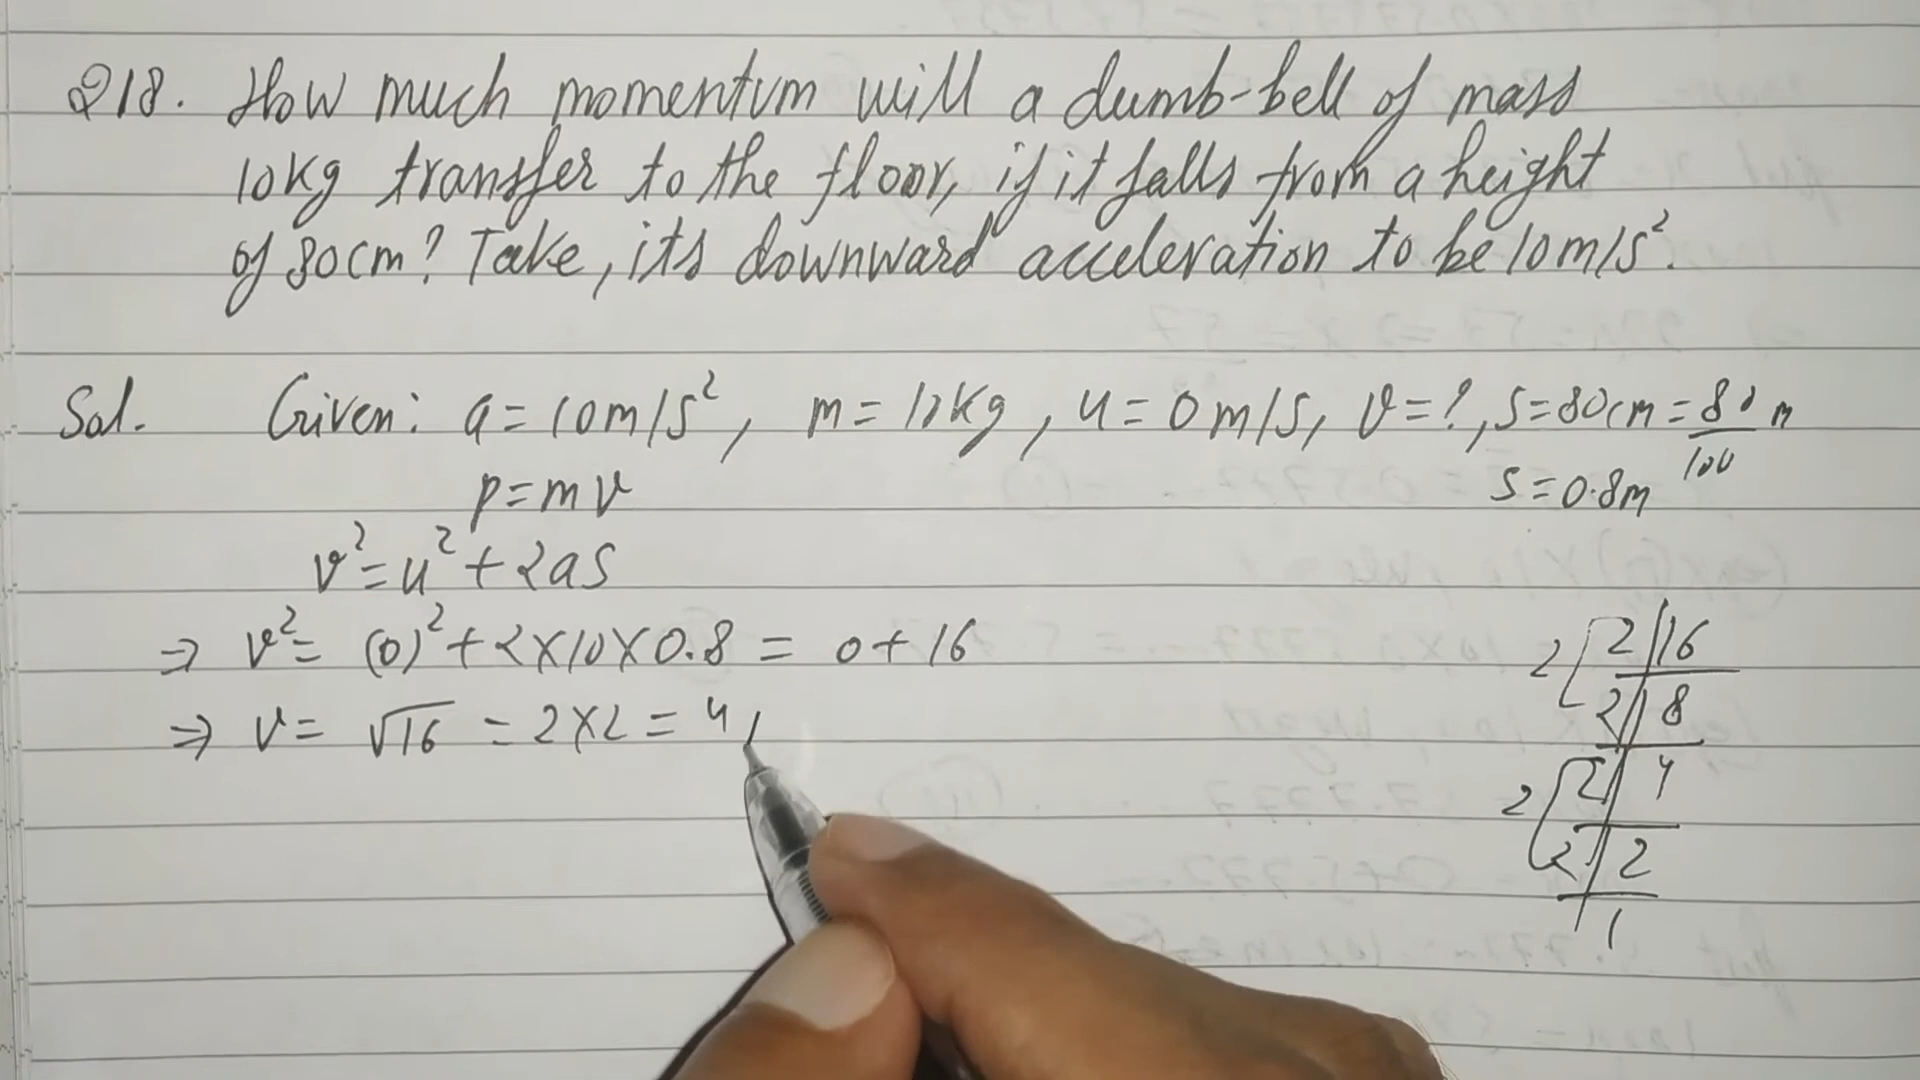 Q18. How much momentum will a dumb-bell of mass
10kg transfer to the floor, if it falls from a height
of 80cm? Take, its downward acceleration to be 10m/s².
Sol. Given: a = 10m/s², m = 10kg, u = 0m/s, v = ?, s = 80cm = 80/100 m
s = 0.8m
p = mv
v² = u² + 2as
⇒ v² = (0)² + 2×10×0.8 = 0 + 16
⇒ v = √16 = 2×2 = 4
2 2 16
2 8
2 2 4
2 2
1